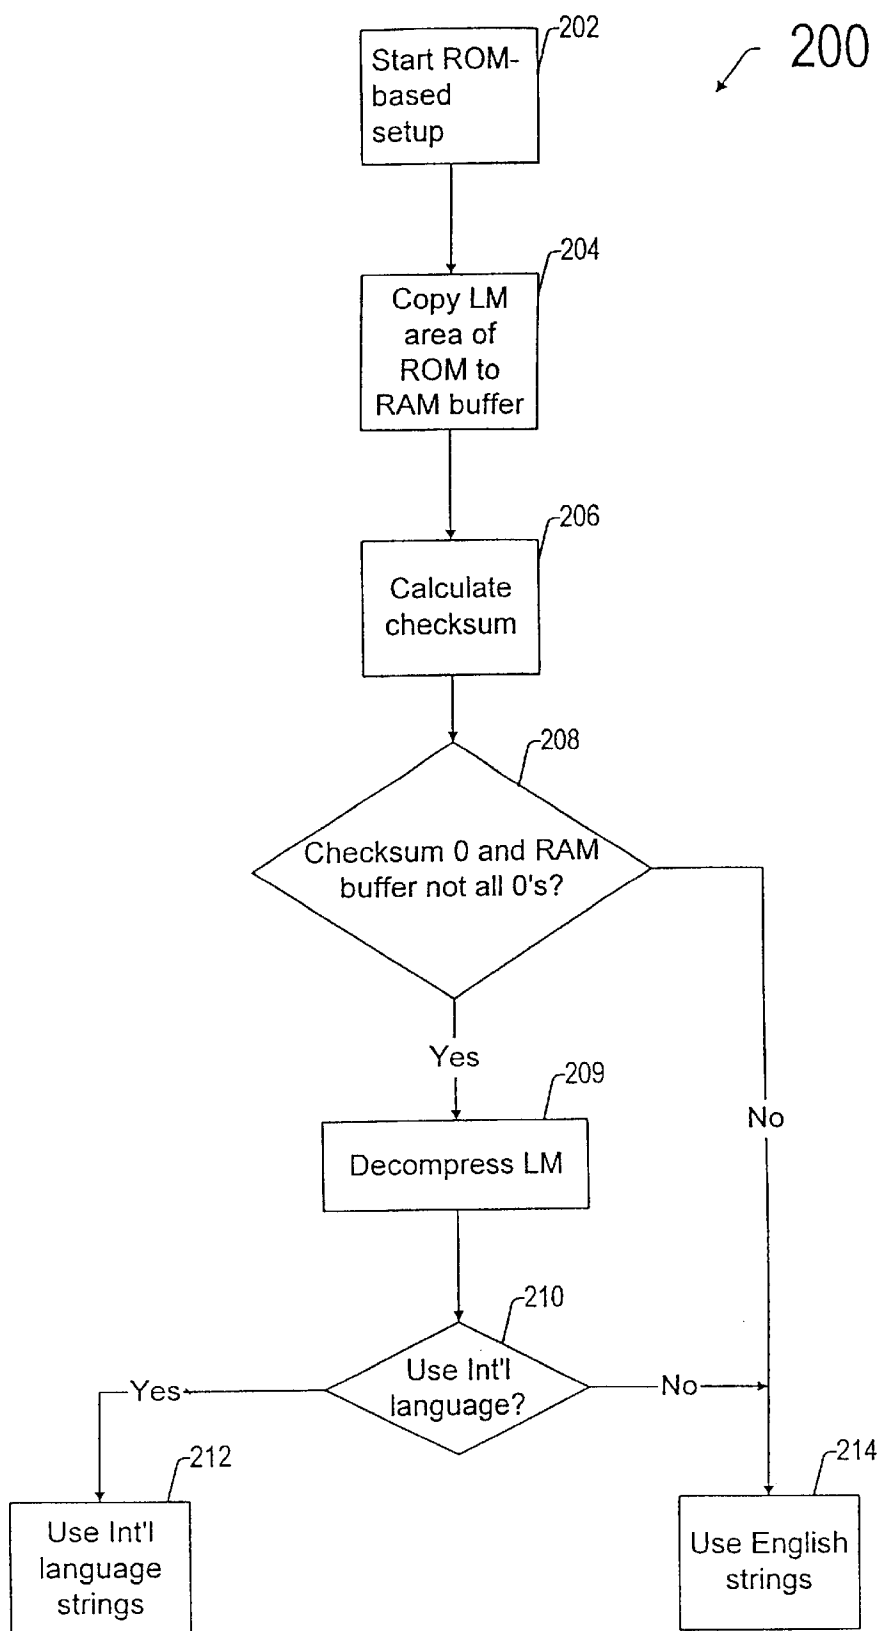 202
200
Start ROM-
based
setup
204
Copy LM
area of
ROM to
RAM buffer
206
Calculate
checksum
208
Checksum 0 and RAM
buffer not all 0's?
Yes
No
209
Decompress LM
210
Use Int'l
language?
Yes
No
212
Use Int'l
language
strings
214
Use English
strings